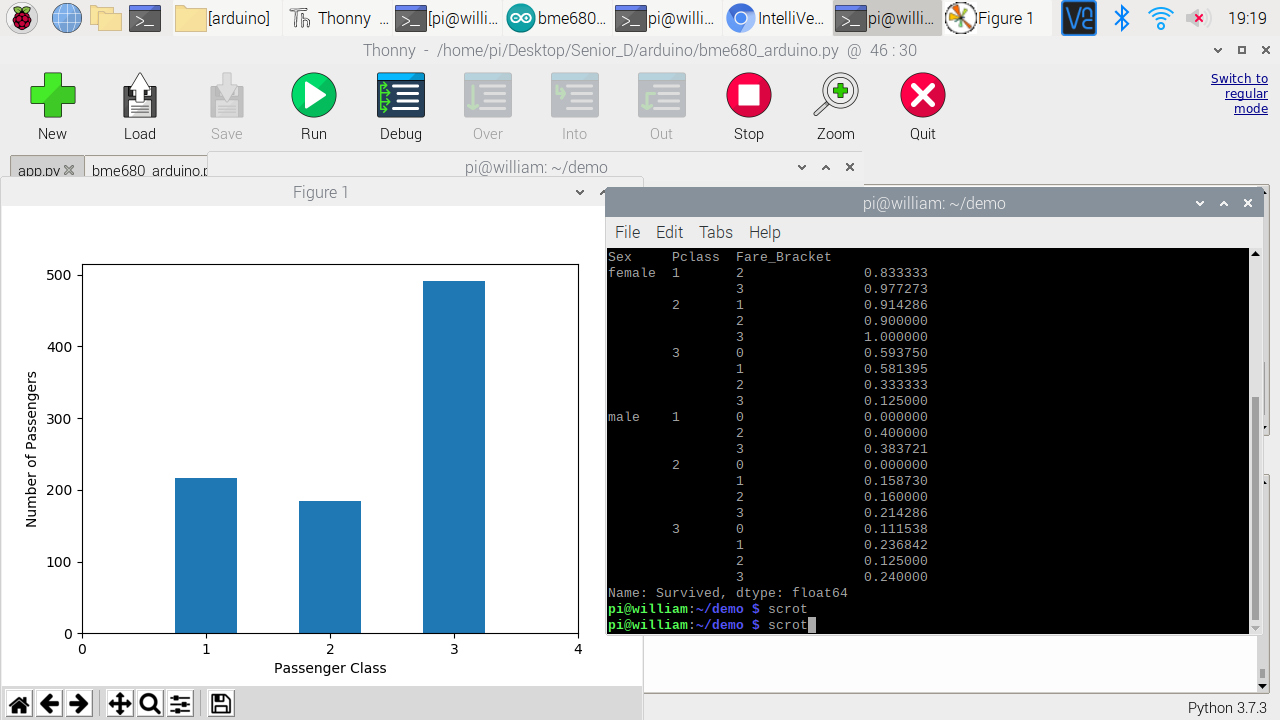 [arduino]
Thonny -
[pi@willi...
bme680...
pi@willi...
IntelliVe...
pi@willi...
Figure 1
19:19
Thonny - /home/pi/Desktop/Senior_D/arduino/bme680_arduino.py @ 46 : 30
New
Load
Save
Run
Debug
Over
Into
Out
Stop
Zoom
Quit
Switch to
regular
mode
app.py
bme680_arduino.p
pi@william: ~/demo
Figure 1
500
400
300
200
100
0
0 1 2 3 4
Number of Passengers
Passenger Class
pi@william: ~/demo
File Edit Tabs Help
Sex Pclass Fare_Bracket
female 1 2 0.833333
3 0.977273
2 1 0.914286
2 0.900000
3 1.000000
3 0 0.593750
1 0.581395
2 0.333333
3 0.125000
male 1 0 0.000000
2 0.400000
3 0.383721
2 0 0.000000
1 0.158730
2 0.160000
3 0.214286
3 0 0.111538
1 0.236842
2 0.125000
3 0.240000
Name: Survived, dtype: float64
pi@william:~/demo $ scrot
pi@william:~/demo $ scrot
Python 3.7.3